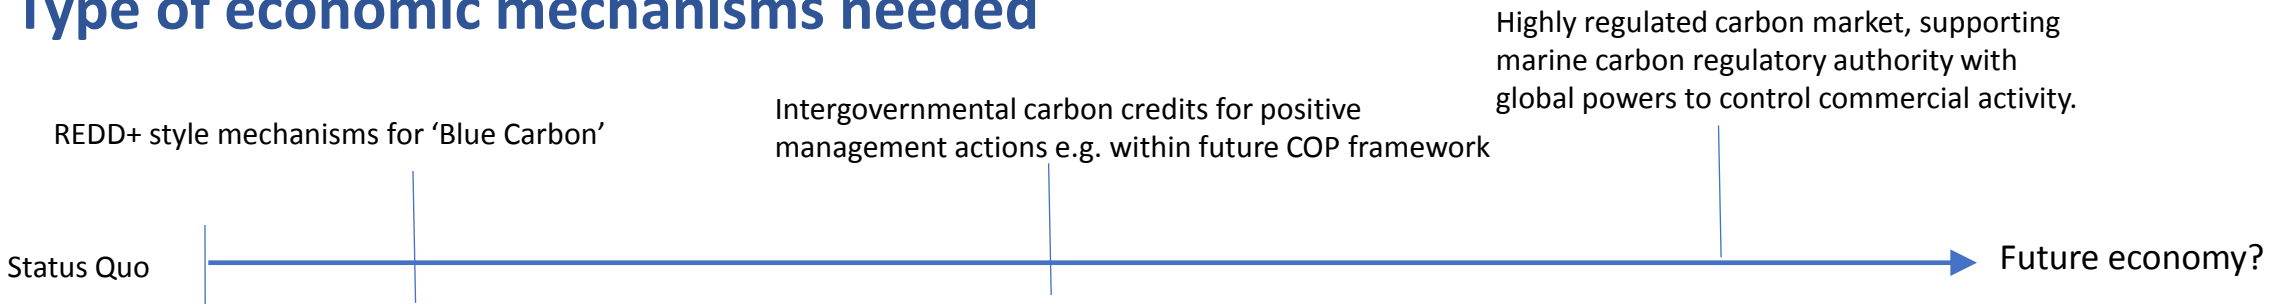 Type of economic mechanisms needed
Highly regulated carbon market, supporting
marine carbon regulatory authority with
global powers to control commercial activity.
Intergovernmental carbon credits for positive
management actions e.g. within future COP framework
REDD+ style mechanisms for ‘Blue Carbon’
Status Quo
Future economy?